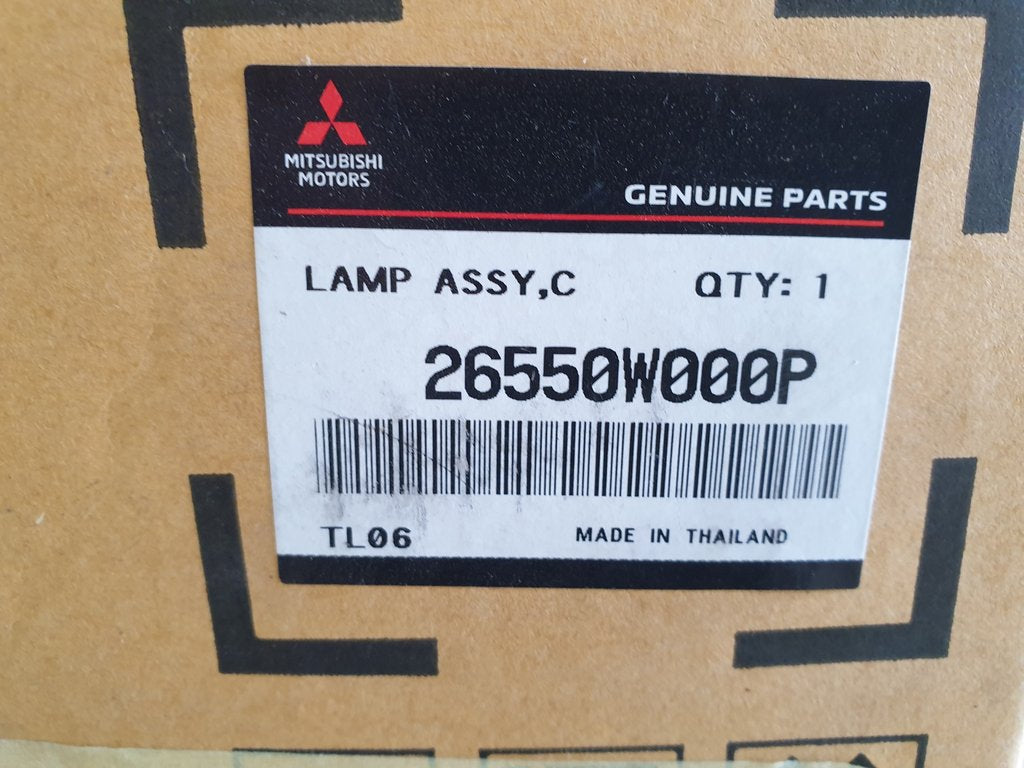 MITSUBISHI
MOTORS
GENUINE PARTS
LAMP ASSY,C QTY: 1
26550W000P
TL06 MADE IN THAILAND